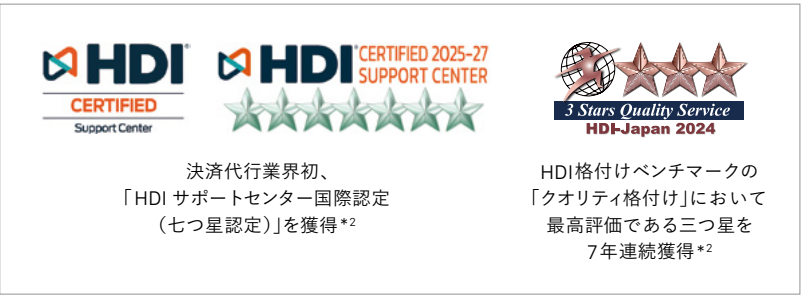 HDI
CERTIFIED
Support Center
HDI
CERTIFIED 2025-27
SUPPORT CENTER
3 Stars Quality Service
HDI-Japan 2024
決済代行業界初、
「HDI サポートセンター国際認定
（七つ星認定）」を獲得*2
HDI格付けベンチマークの
「クオリティ格付け」において
最高評価である三つ星を
7年連続獲得*2